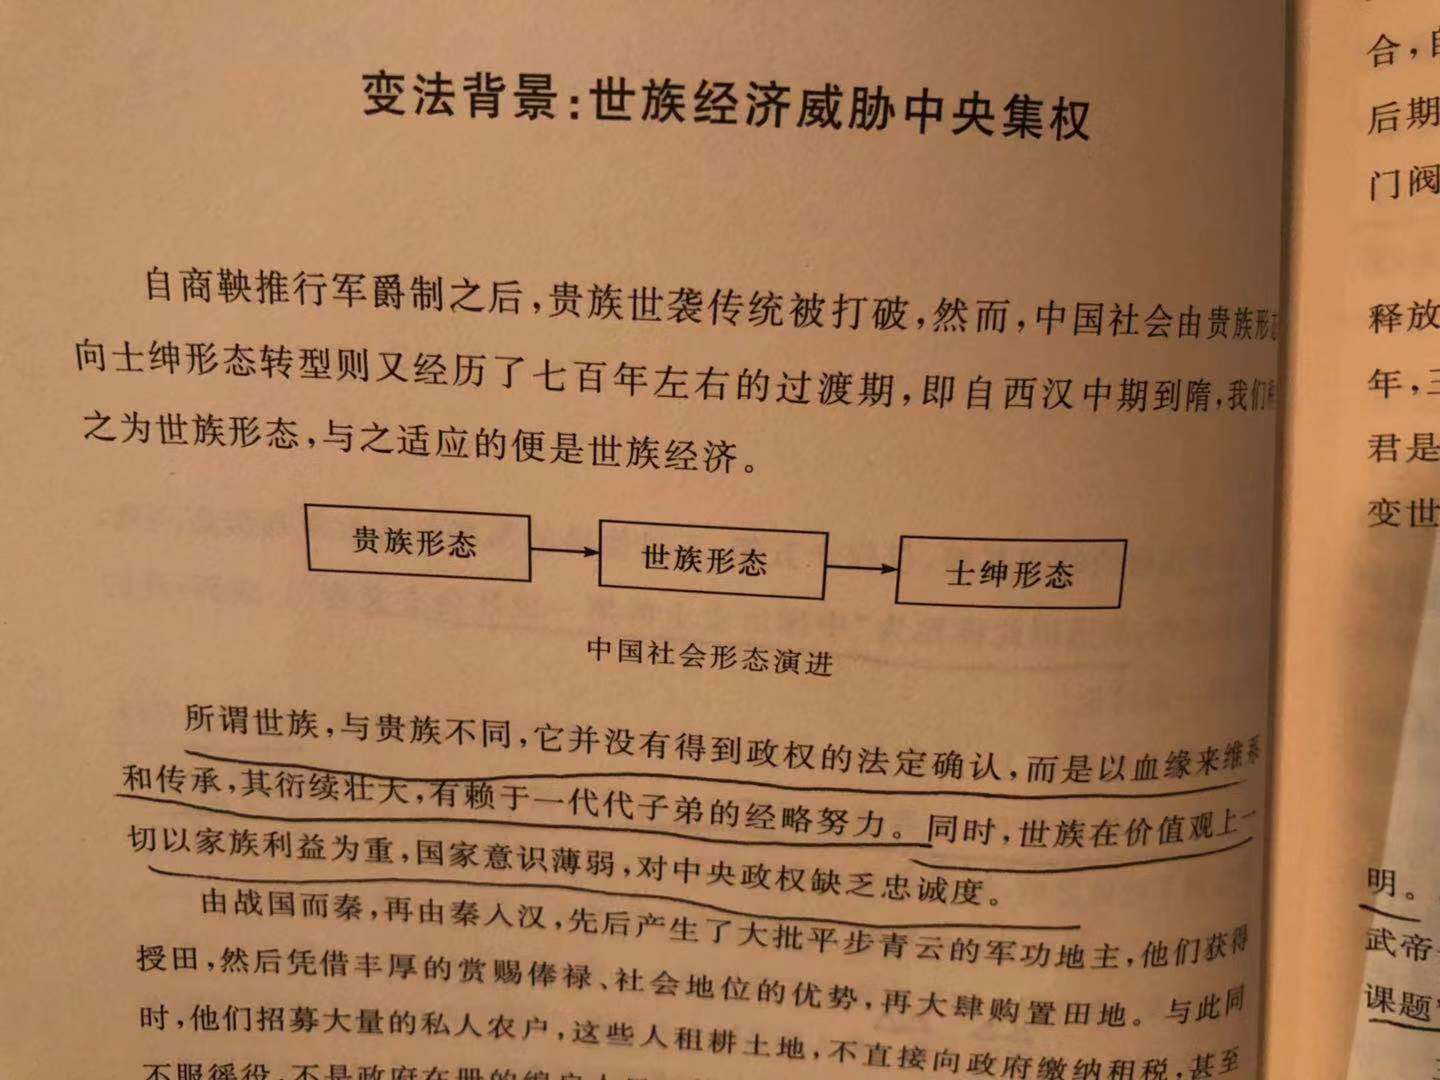 变法背景：世族经济威胁中央集权
自商鞅推行军爵制之后，贵族世袭传统被打破，然而，中国社会由贵族形态
向士绅形态转型则又经历了七百年左右的过渡期，即自西汉中期到隋，我们
之为世族形态，与之适应的便是世族经济。
贵族形态
世族形态
士绅形态
中国社会形态演进
所谓世族，与贵族不同，它并没有得到政权的法定确认，而是以血缘来维系
和传承，其衍续壮大，有赖于一代代子弟的经略努力。同时，世族在价值观上一
切以家族利益为重，国家意识薄弱，对中央政权缺乏忠诚度。
由战国而秦，再由秦入汉，先后产生了大批平步青云的军功地主，他们获得
授田，然后凭借丰厚的赏赐俸禄、社会地位的优势，再大肆购置田地。与此同
时，他们招募大量的私人农户，这些人租耕土地，不直接向政府缴纳租税，甚至
不服徭役，不是政府在册的编户
合，
后期
门阀
释放
年，
君是
变世
明。
武帝
课题